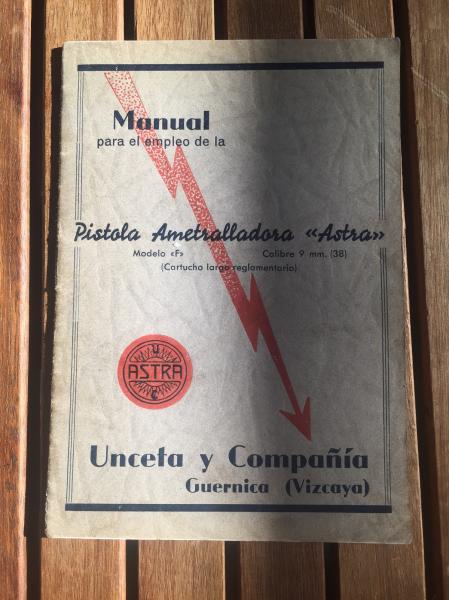 Manual
para el empleo de la
Pistola Ametralladora «Astra»
Modelo «F» Calibre 9 mm. (38)
(Cartucho largo reglamentario)
U
ASTRA
C
Unceta y Compañía
Guernica (Vizcaya)